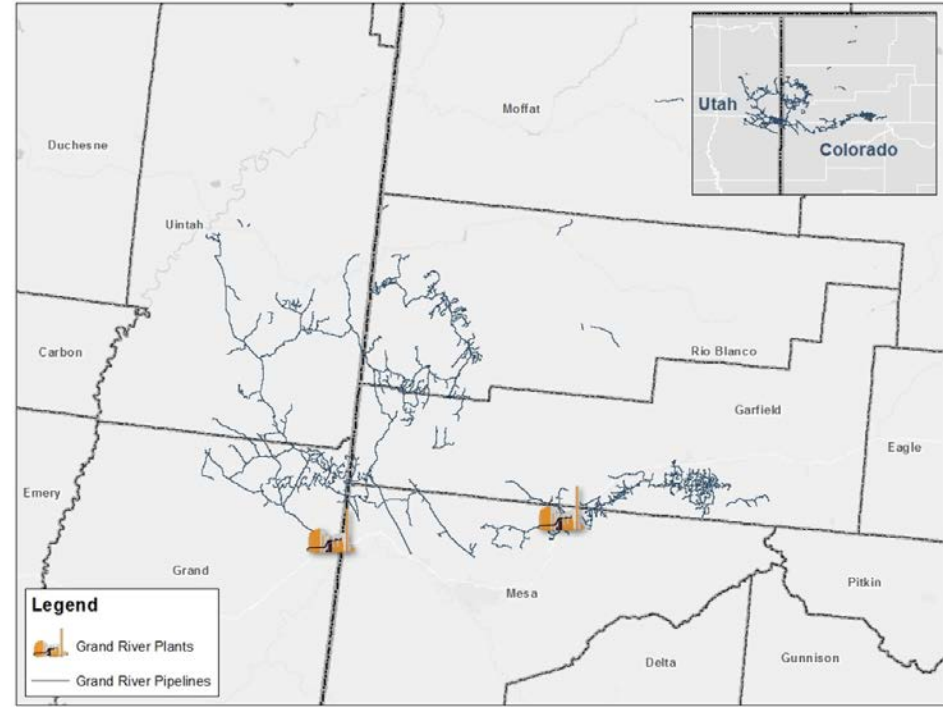 Moffat
Utah
Colorado
Duchesne
Uintah
Carbon
Rio Blanco
Garfield
Eagle
Emery
Grand
Mesa
Pitkin
Delta
Gunnison
Legend
Grand River Plants
Grand River Pipelines